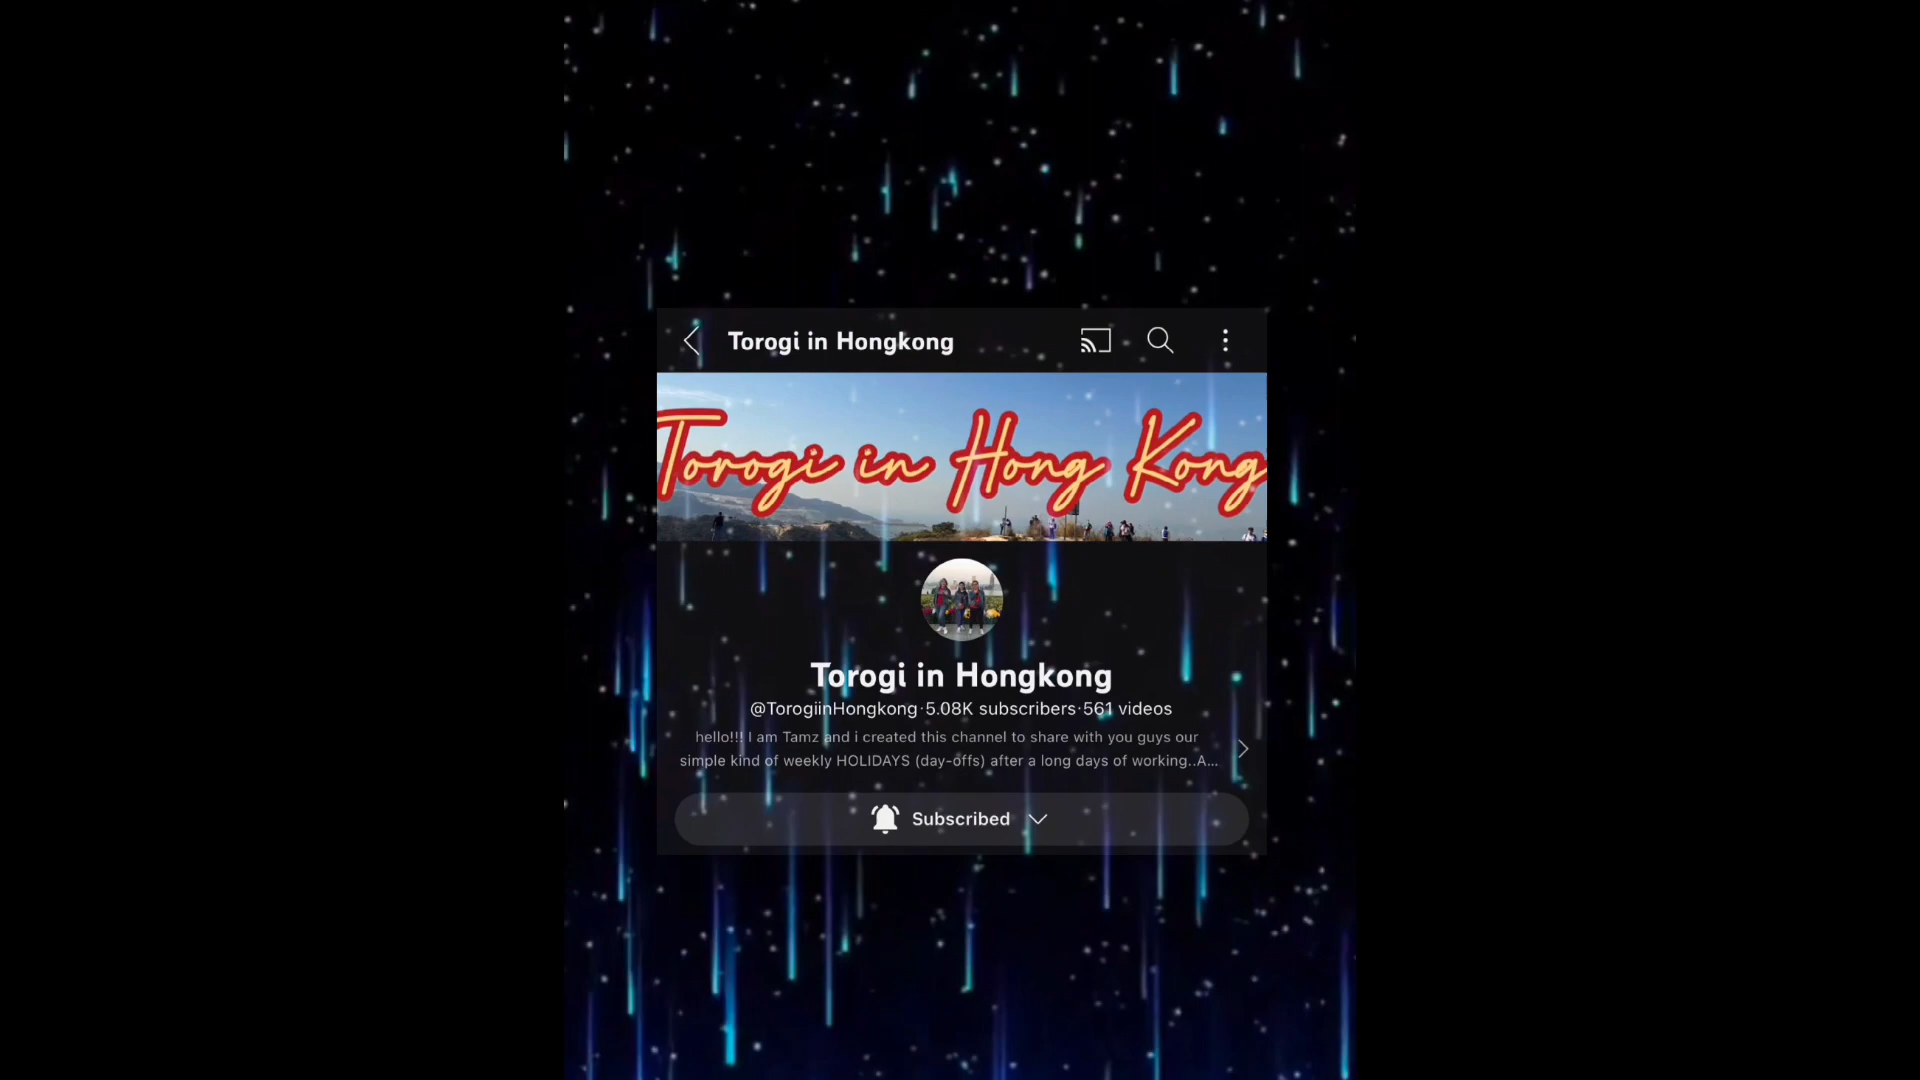 Torogi in Hongkong
Torogi in Hong Kong
Torogi in Hongkong
@TorogiinHongkong·5.08K subscribers·561 videos
hello!!! I am Tamz and i created this channel to share with you guys our
simple kind of weekly HOLIDAYS (day-offs) after a long days of working..A...
Subscribed